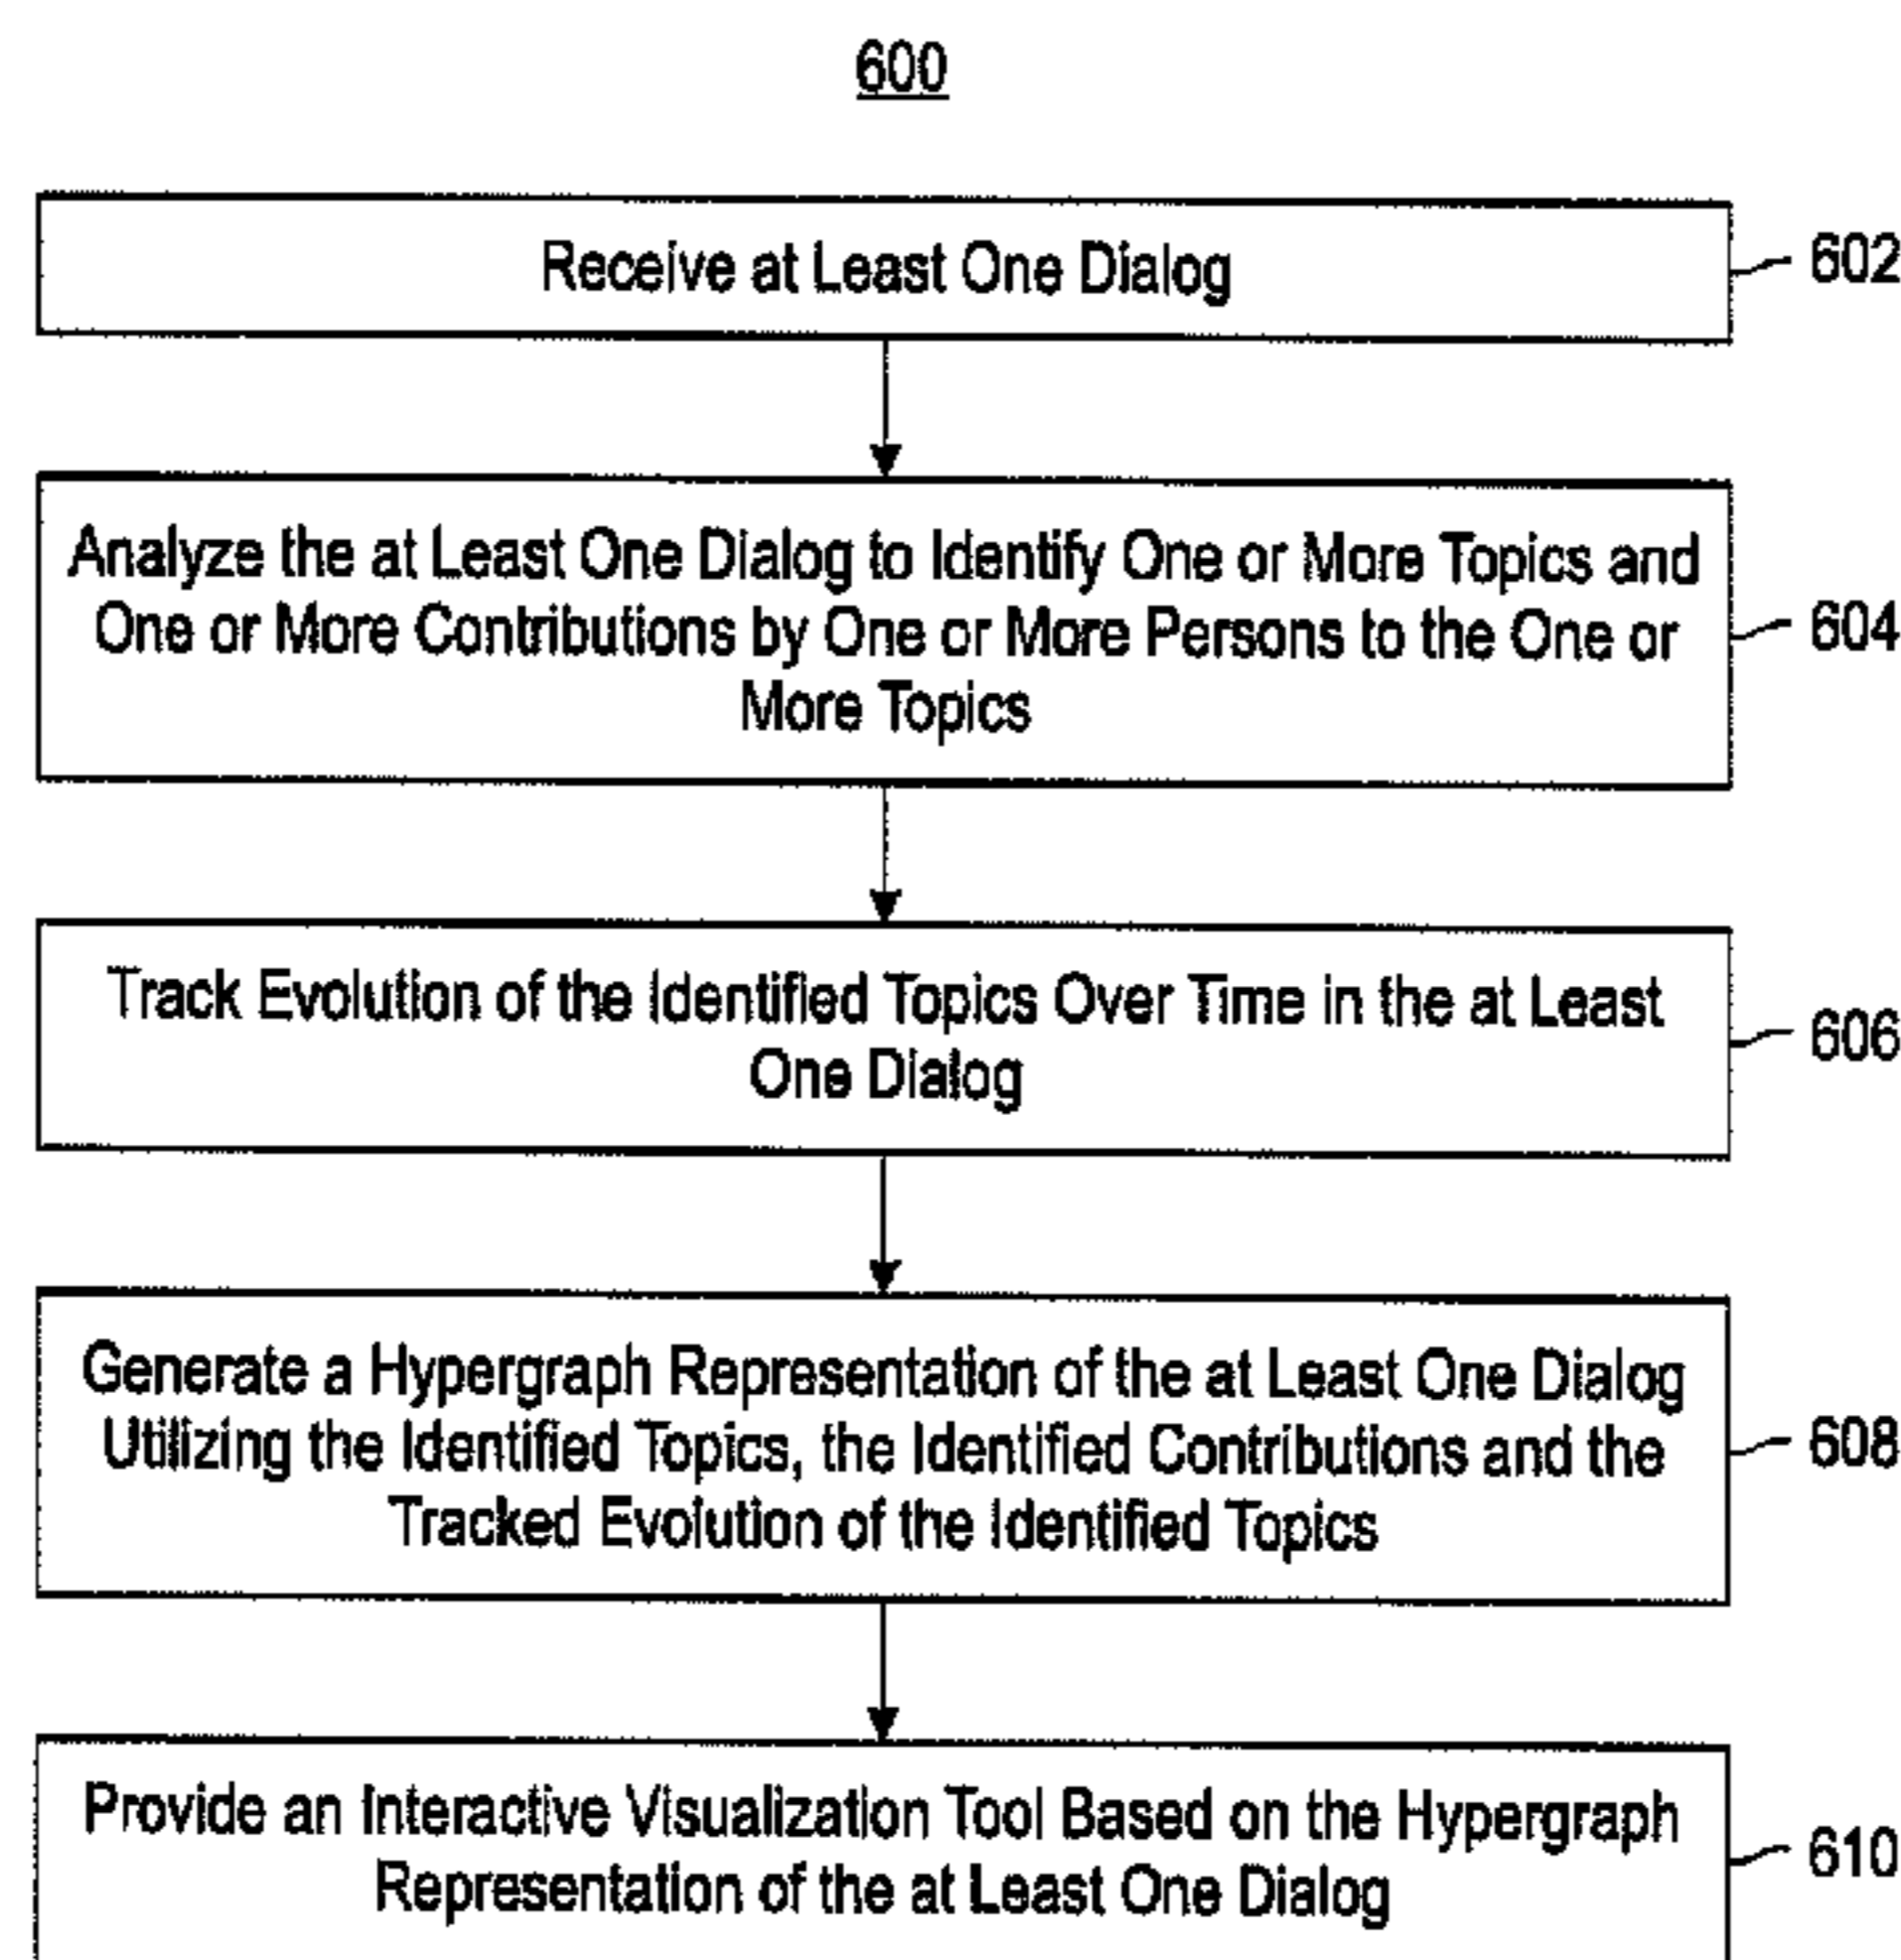 600
Receive at Least One Dialog
602
Analyze the at Least One Dialog to Identify One or More Topics and
One or More Contributions by One or More Persons to the One or
More Topics
604
Track Evolution of the Identified Topics Over Time in the at Least
One Dialog
606
Generate a Hypergraph Representation of the at Least One Dialog
Utilizing the Identified Topics, the Identified Contributions and the
Tracked Evolution of the Identified Topics
608
Provide an Interactive Visualization Tool Based on the Hypergraph
Representation of the at Least One Dialog
610